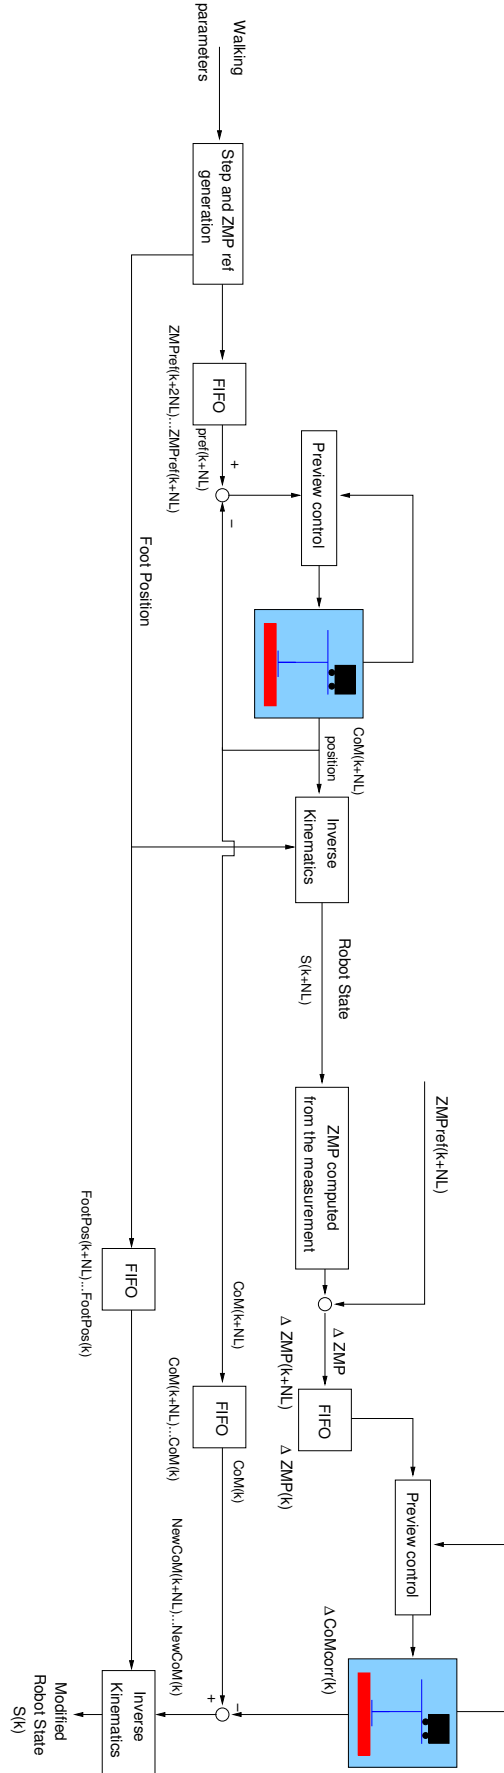 Walking
parameters
Step and ZMP ref
generation
FIFO
ZMPref(k+2NL)...ZMPref(k+NL)
pref(k+NL)
+
−
Preview control
CoM(k+NL)
position
Foot Position
Inverse
Kinematics
Robot State
S(k+NL)
ZMPref(k+NL)
ZMP computed
from the measurement
Δ ZMP
Δ ZMP(k+NL)
FIFO
Δ ZMP(k)
Preview control
Δ CoMcorr(k)
CoM(k+NL)
FIFO
CoM(k+NL)...CoM(k)
CoM(k)
FIFO
FootPos(k+NL)...FootPos(k)
NewCoM(k+NL)...NewCoM(k)
+
−
Inverse
Kinematics
Modified
Robot State
S(k)